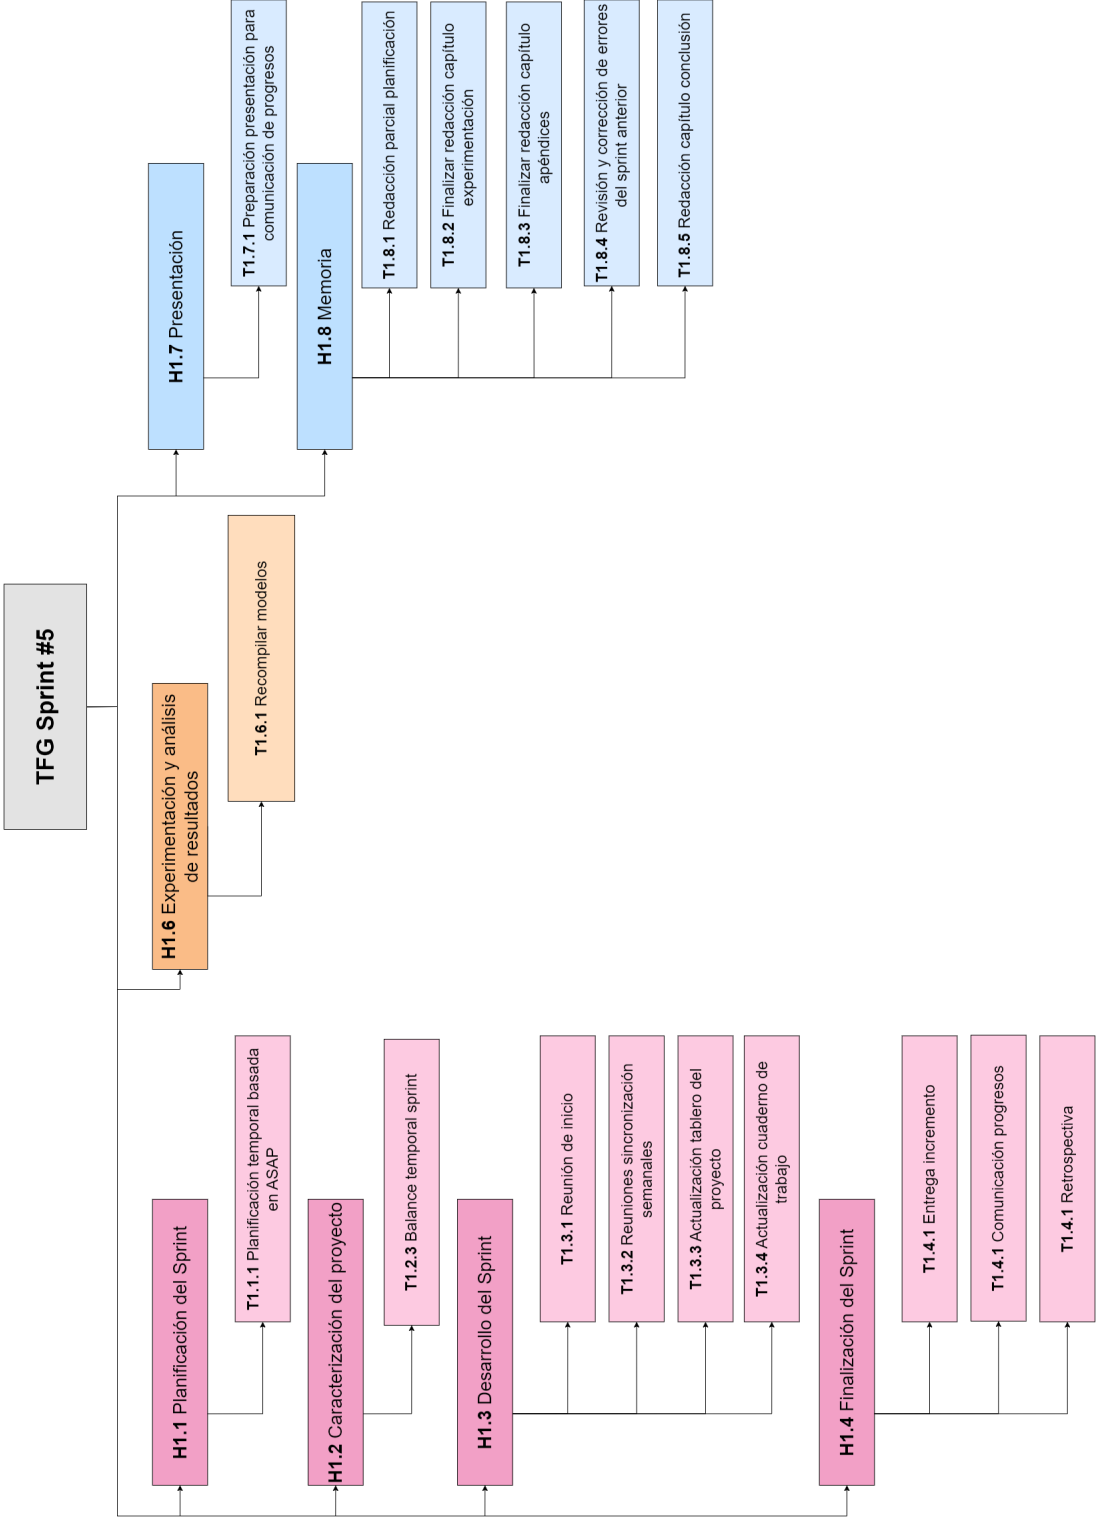 TFG Sprint #5
H1.1 Planificación del Sprint
T1.1.1 Planificación temporal basada
en ASAP
H1.2 Caracterización del proyecto
T1.2.3 Balance temporal sprint
H1.3 Desarrollo del Sprint
T1.3.1 Reunión de inicio
T1.3.2 Reuniones sincronización
semanales
T1.3.3 Actualización tablero del
proyecto
T1.3.4 Actualización cuaderno de
trabajo
H1.4 Finalización del Sprint
T1.4.1 Entrega incremento
T1.4.1 Comunicación progresos
T1.4.1 Retrospectiva
H1.6 Experimentación y análisis
de resultados
T1.6.1 Recompilar modelos
H1.7 Presentación
T1.7.1 Preparación presentación para
comunicación de progresos
H1.8 Memoria
T1.8.1 Redacción parcial planificación
T1.8.2 Finalizar redacción capítulo
experimentación
T1.8.3 Finalizar redacción capítulo
apéndices
T1.8.4 Revisión y corrección de errores
del sprint anterior
T1.8.5 Redacción capítulo conclusión